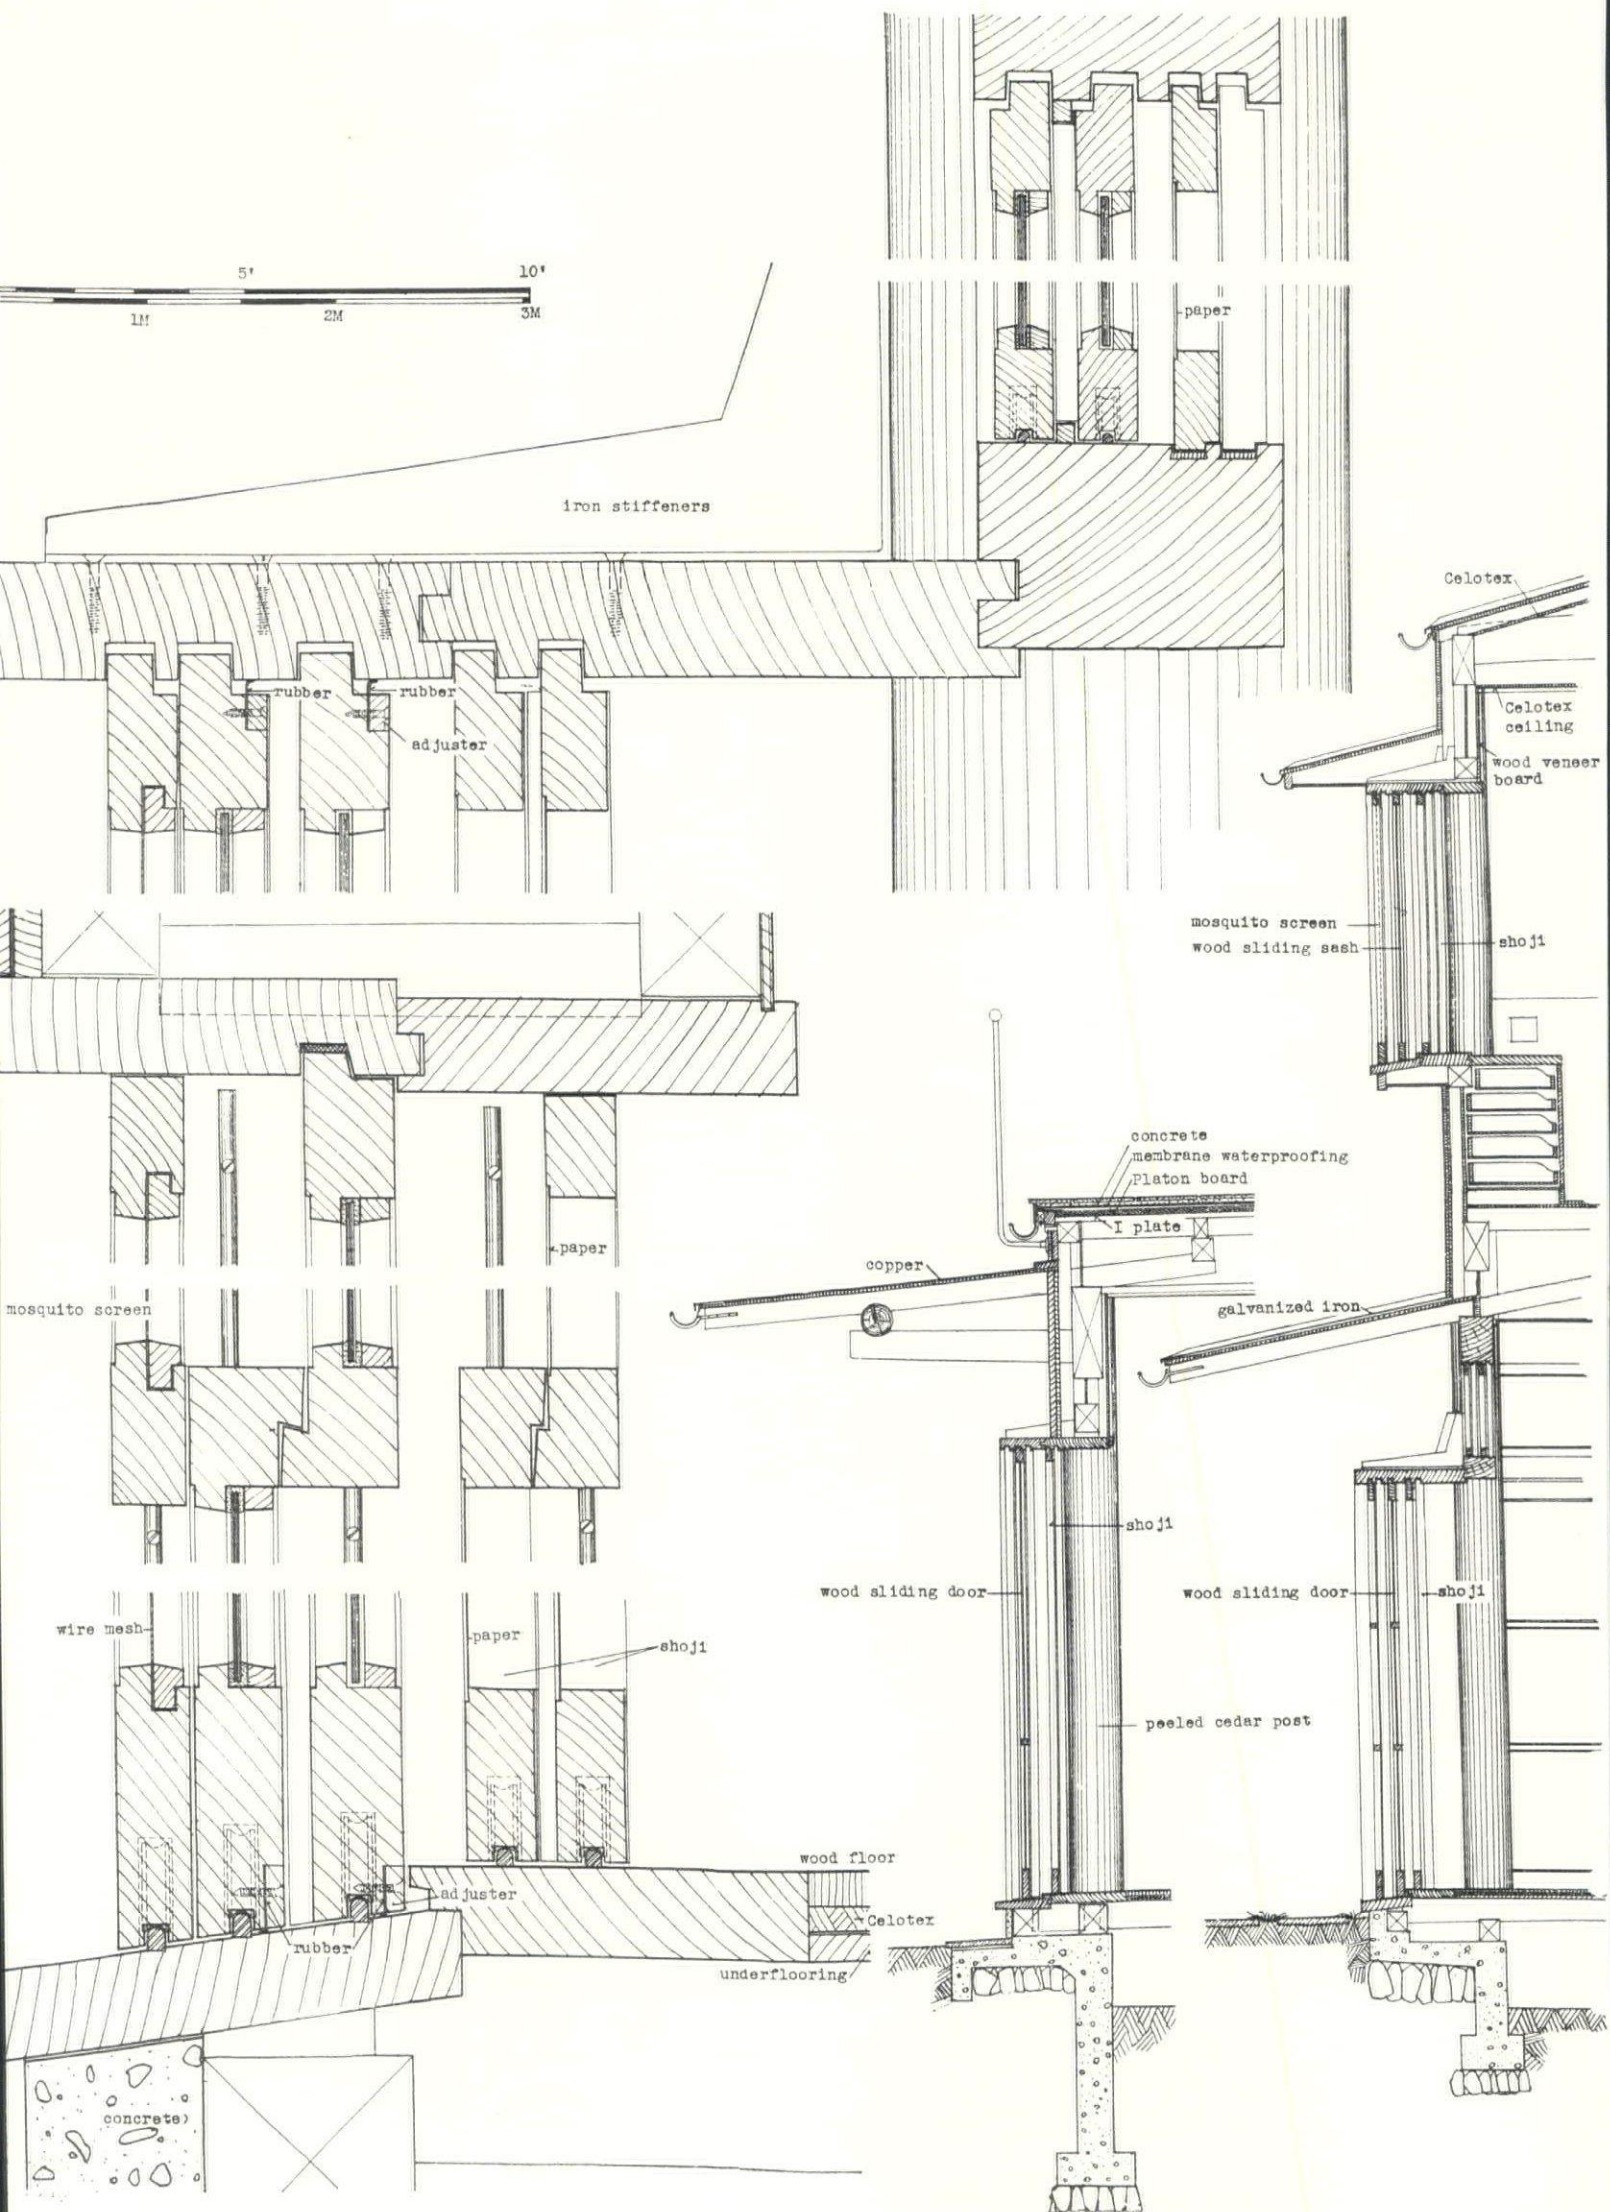 5'
10'
1M
2M
3M
paper
iron stiffeners
Celotex
rubber
rubber
adjuster
Celotex
ceiling
wood veneer
board
mosquito screen
wood sliding sash
shoji
concrete
membrane waterproofing
Platon board
I plate
paper
copper
mosquito screen
galvanized iron
shoji
wood sliding door
wood sliding door
shoji
wire mesh
paper
shoji
peeled cedar post
wood floor
adjuster
Celotex
rubber
underflooring
concrete)